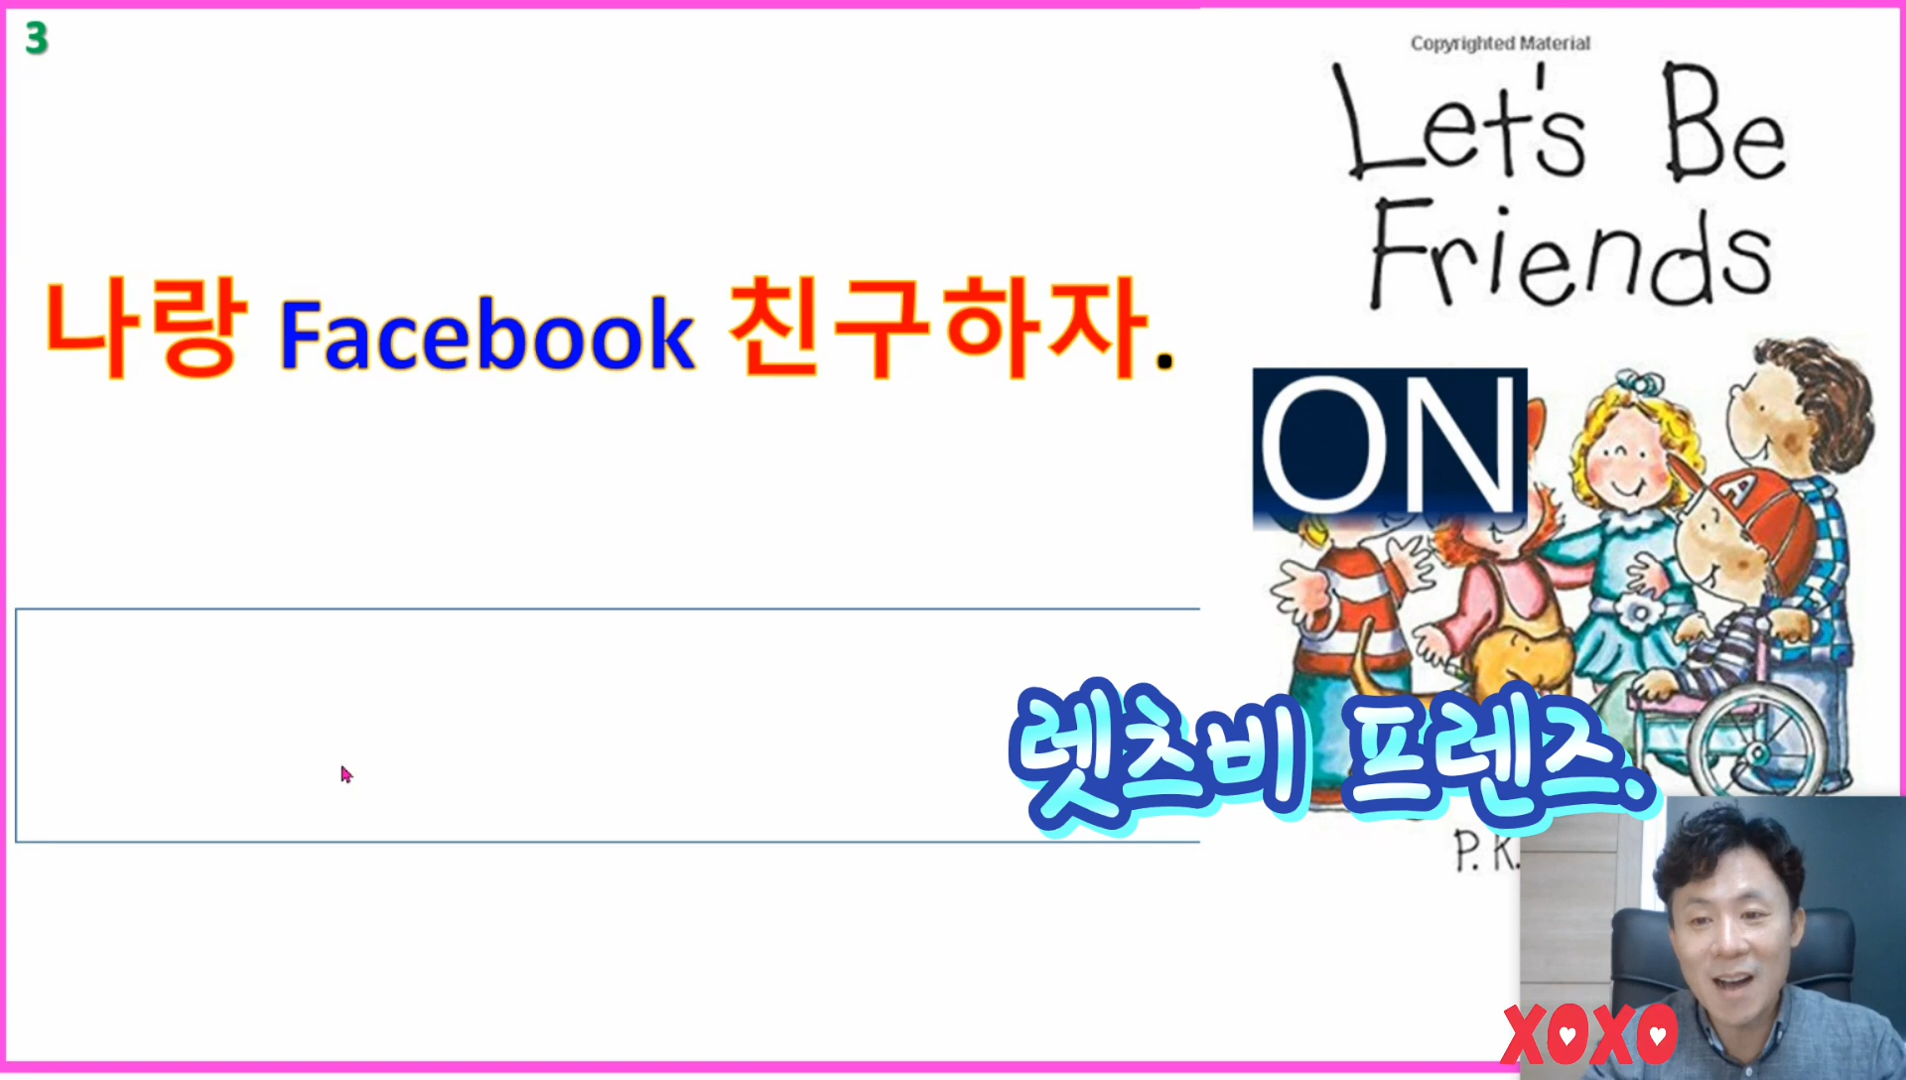 3
Copyrighted Material
Let's Be
Friends
나랑 Facebook 친구하자.
ON
A
렛츠비 프렌즈.
P. K.
XOXO